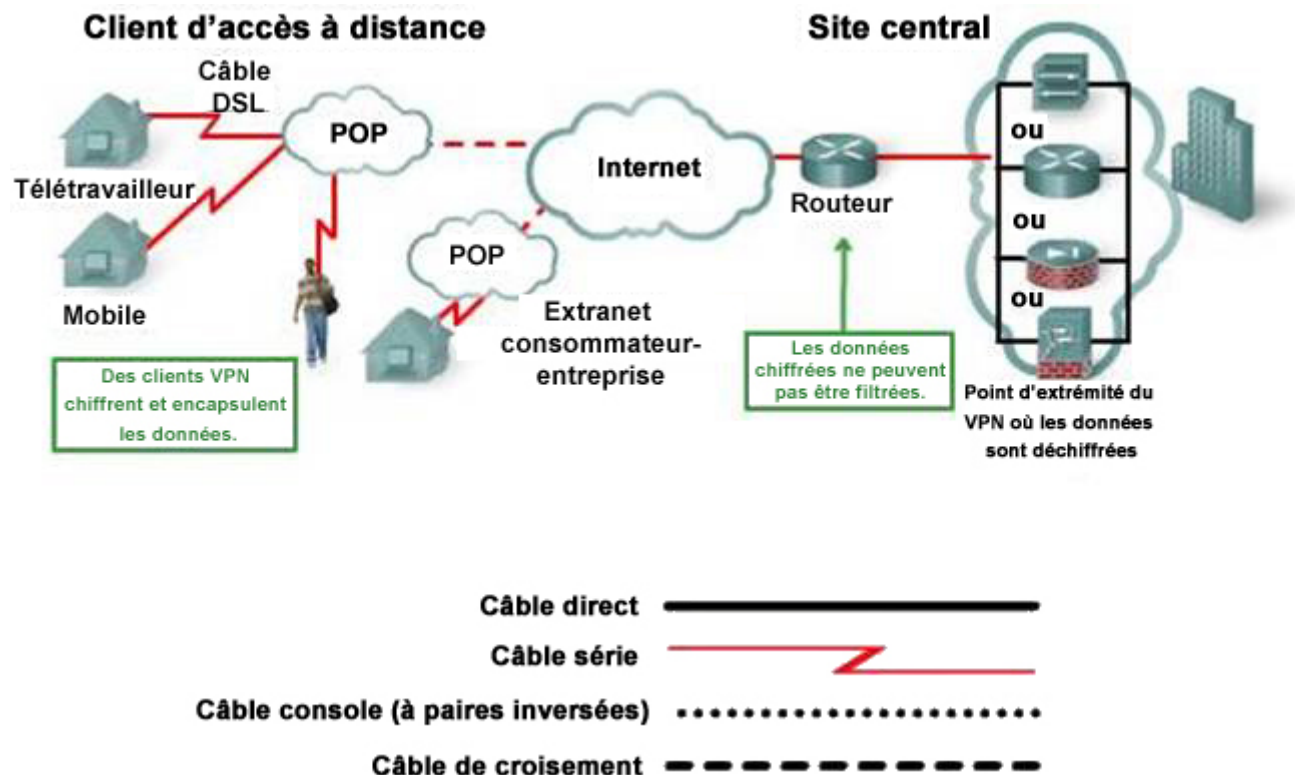 Client d'accès à distance
Site central
Câble
DSL
POP
Internet
ou
Télétravailleur
Routeur
ou
POP
Mobile
ou
Extranet
consommateur-
entreprise
Des clients VPN
chiffrent et encapsulent
les données.
Les données
chiffrées ne peuvent
pas être filtrées.
Point d'extrémité du
VPN où les données
sont déchiffrées
Câble direct
Câble série
Câble console (à paires inversées)
Câble de croisement